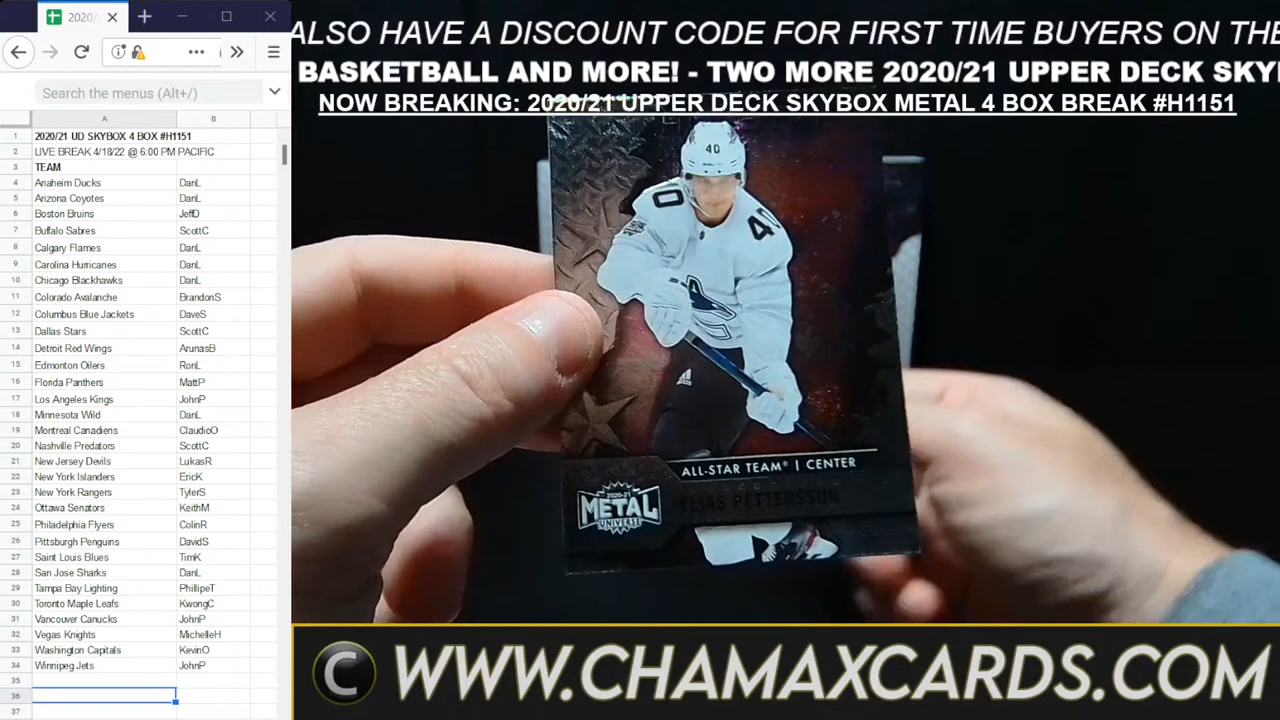 2020/
Search the menus (Alt+/)
A B
1 2020/21 UD SKYBOX 4 BOX #H1151
2 LIVE BREAK 4/18/22 @ 6:00 PM PACIFIC
3 TEAM
4 Anaheim Ducks DanL
5 Arizona Coyotes DanL
6 Boston Bruins JeffD
7 Buffalo Sabres ScottC
8 Calgary Flames DanL
9 Carolina Hurricanes DanL
10 Chicago Blackhawks DanL
11 Colorado Avalanche BrandonS
12 Columbus Blue Jackets DaveS
13 Dallas Stars ScottC
14 Detroit Red Wings ArunasB
15 Edmonton Oilers RonL
16 Florida Panthers MattP
17 Los Angeles Kings JohnP
18 Minnesota Wild DanL
19 Montreal Canadiens ClaudioO
20 Nashville Predators ScottC
21 New Jersey Devils LukasR
22 New York Islanders EricK
23 New York Rangers TylerS
24 Ottawa Senators KeithM
25 Philadelphia Flyers ColinR
26 Pittsburgh Penguins DavidS
27 Saint Louis Blues TimK
28 San Jose Sharks DanL
29 Tampa Bay Lighting PhillipeT
30 Toronto Maple Leafs KwongC
31 Vancouver Canucks JohnP
32 Vegas Knights MichelleH
33 Washington Capitals KevinO
34 Winnipeg Jets JohnP
35
36
37
ALSO HAVE A DISCOUNT CODE FOR FIRST TIME BUYERS ON THE
BASKETBALL AND MORE! - TWO MORE 2020/21 UPPER DECK SKY
NOW BREAKING: 2020/21 UPPER DECK SKYBOX METAL 4 BOX BREAK #H1151
40
40 40
adidas
ALL-STAR TEAM® | CENTER
ELIAS PETTERSSON
2020-21
METAL
UNIVERSE
C WWW.CHAMAXCARDS.COM